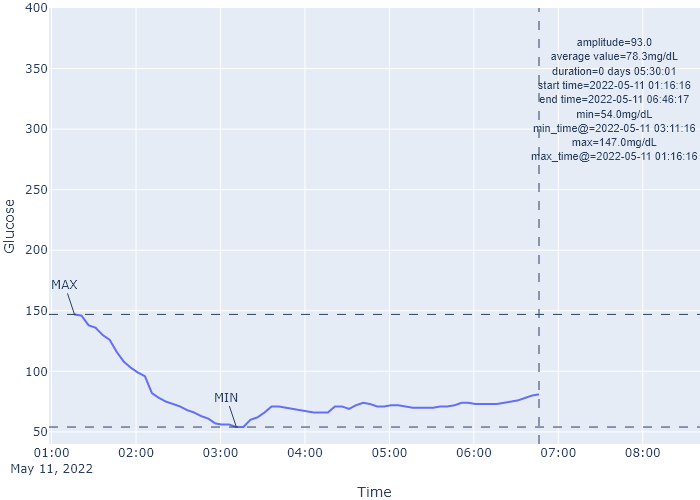 400
350
300
250
200
150
100
50
Glucose
amplitude=93.0
average value=78.3mg/dL
duration=0 days 05:30:01
start time=2022-05-11 01:16:16
end time=2022-05-11 06:46:17
min=54.0mg/dL
min_time@=2022-05-11 03:11:16
max=147.0mg/dL
max_time@=2022-05-11 01:16:16
MAX
MIN
01:00 02:00 03:00 04:00 05:00 06:00 07:00 08:00
May 11, 2022
Time